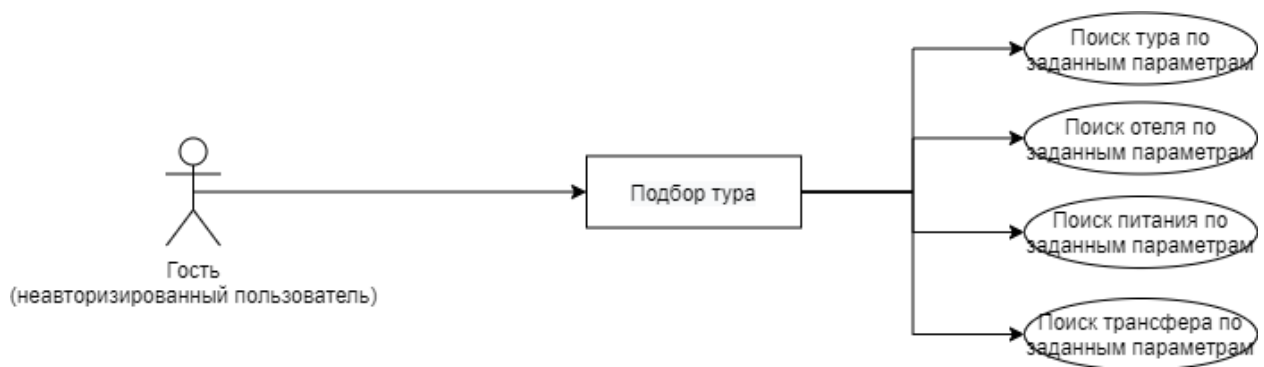 Поиск тура по
заданным параметрам
Поиск отеля по
заданным параметрам
Подбор тура
Поиск питания по
заданным параметрам
Гость
(неавторизированный пользователь)
Поиск трансфера по
заданным параметрам